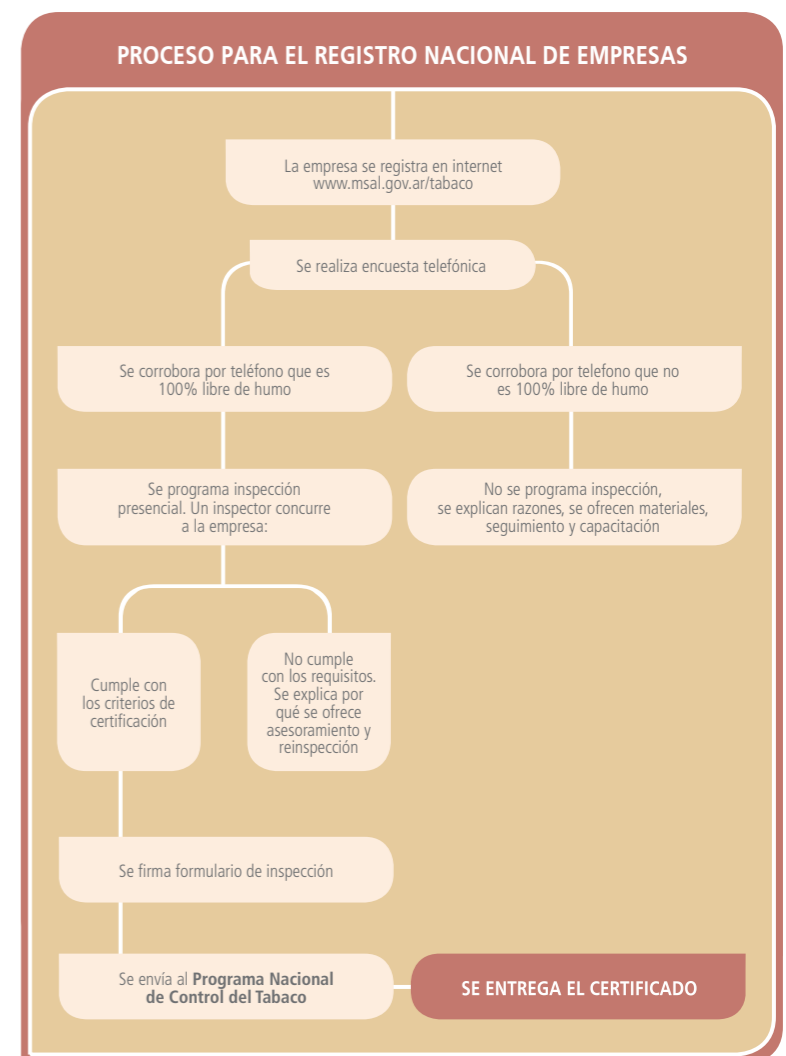 PROCESO PARA EL REGISTRO NACIONAL DE EMPRESAS
La empresa se registra en internet
www.msal.gov.ar/tabaco
Se realiza encuesta telefónica
Se corrobora por teléfono que es
100% libre de humo
Se corrobora por telefono que no
es 100% libre de humo
Se programa inspección
presencial. Un inspector concurre
a la empresa:
No se programa inspección,
se explican razones, se ofrecen materiales,
seguimiento y capacitación
Cumple con
los criterios de
certificación
No cumple
con los requisitos.
Se explica por
qué se ofrece
asesoramiento y
reinspección
Se firma formulario de inspección
Se envía al Programa Nacional
de Control del Tabaco
SE ENTREGA EL CERTIFICADO